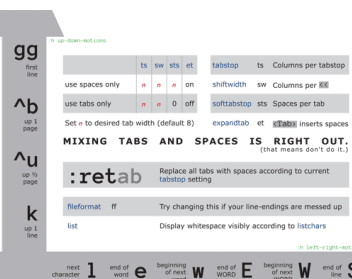 :h up-down-motions
gg
first
line
^b
up 1
page
^u
up ½
page
k
up 1
line
ts sw sts et
use spaces only n n n on
use tabs only n n 0 off
Set n to desired tab width (default 8)
tabstop ts Columns per tabstop
shiftwidth sw Columns per <<
softtabstop sts Spaces per tab
expandtab et <Tab> inserts spaces
MIXING TABS AND SPACES IS RIGHT OUT.
(that means don't do it.)
:retab Replace all tabs with spaces according to current
tabstop setting
fileformat ff Try changing this if your line-endings are messed up
list Display whitespace visibly according to listchars
:h left-right-mot
next
character l
end of
word e
beginning
of next
word w
end of
WORD E
beginning
of next W
end of
line